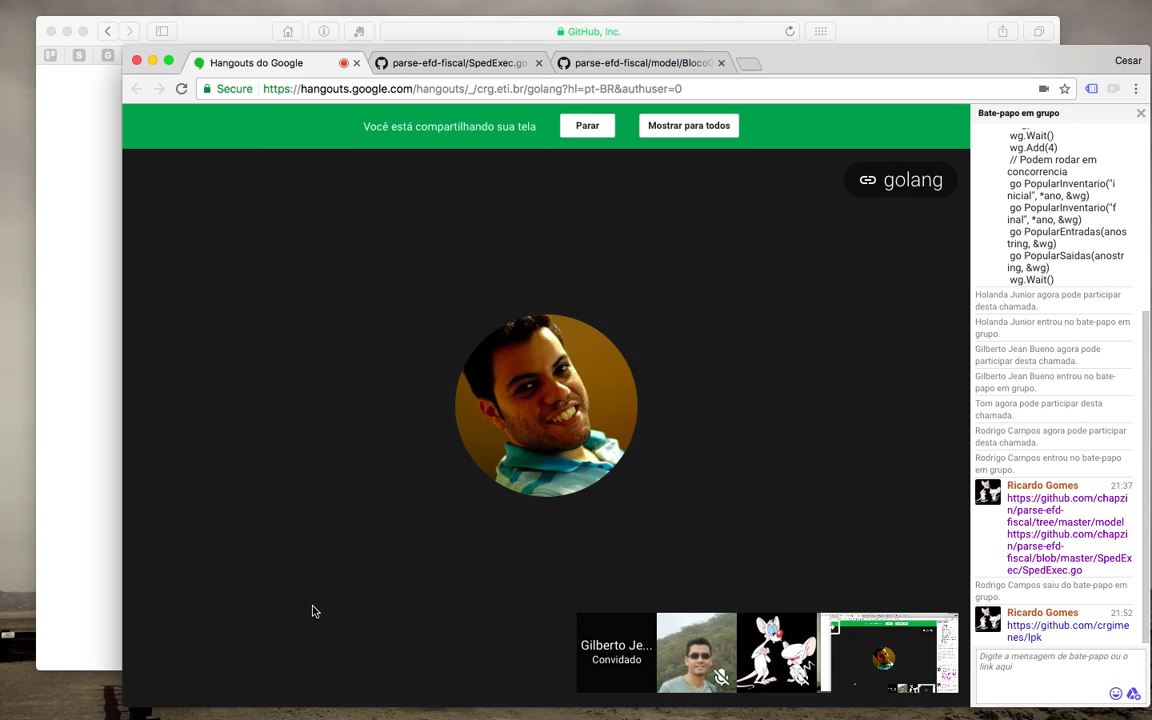 GitHub, Inc.
S
G
Hangouts do Google
parse-efd-fiscal/SpedExec.go
parse-efd-fiscal/model/Bloco
Cesar
Secure
https://hangouts.google.com/hangouts/_/crg.eti.br/golang?hl=pt-BR&authuser=0
Você está compartilhando sua tela
Parar
Mostrar para todos
golang
Gilberto Je...
Convidado
Bate-papo em grupo
wg.Wait()
wg.Add(4)
// Podem rodar em
concorrencia
go PopularInventario("i
nicial", *ano, &wg)
go PopularInventario("f
inal", *ano, &wg)
go PopularEntradas(anos
tring, &wg)
go PopularSaidas(anostr
ing, &wg)
wg.Wait()
Holanda Junior agora pode participar
desta chamada.
Holanda Junior entrou no bate-papo em
grupo.
Gilberto Jean Bueno agora pode
participar desta chamada.
Gilberto Jean Bueno entrou no bate-
papo em grupo.
Tom agora pode participar desta
chamada.
Rodrigo Campos agora pode participar
desta chamada.
Rodrigo Campos entrou no bate-papo
em grupo.
Ricardo Gomes 21:37
https://github.com/chapzi
n/parse-efd-
fiscal/tree/master/model
https://github.com/chapzi
n/parse-efd-
fiscal/blob/master/SpedEx
ec/SpedExec.go
Rodrigo Campos saiu do bate-papo em
grupo.
Ricardo Gomes 21:52
https://github.com/crgime
nes/lpk
Digite a mensagem de bate-papo ou o
link aqui